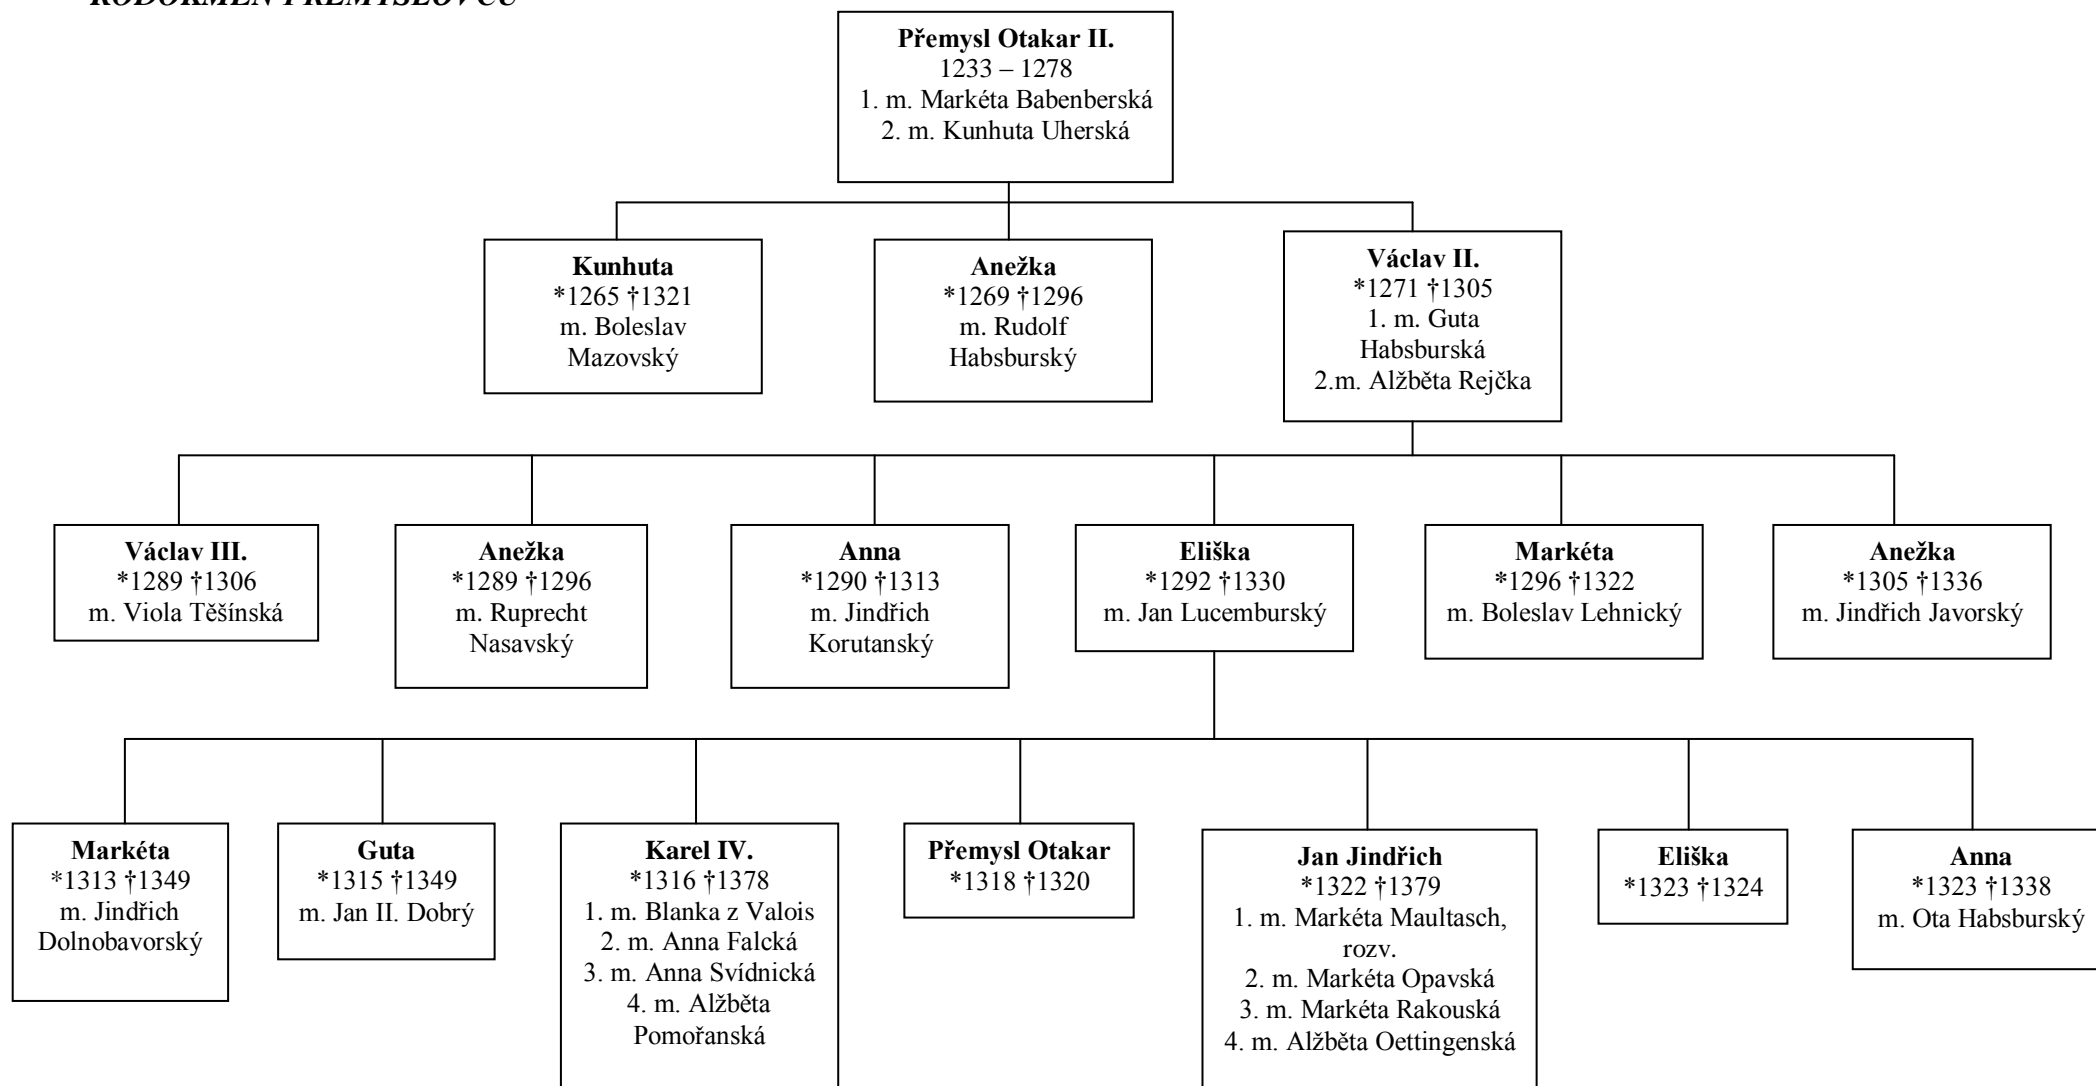 RODOKMEN PŘEMYSLOVCŮ
Přemysl Otakar II.
1233 – 1278
1. m. Markéta Babenberská
2. m. Kunhuta Uherská
Kunhuta
*1265 †1321
m. Boleslav
Mazovský
Anežka
*1269 †1296
m. Rudolf
Habsburský
Václav II.
*1271 †1305
1. m. Guta
Habsburská
2.m. Alžběta Rejčka
Václav III.
*1289 †1306
m. Viola Těšínská
Anežka
*1289 †1296
m. Ruprecht
Nasavský
Anna
*1290 †1313
m. Jindřich
Korutanský
Eliška
*1292 †1330
m. Jan Lucemburský
Markéta
*1296 †1322
m. Boleslav Lehnický
Anežka
*1305 †1336
m. Jindřich Javorský
Markéta
*1313 †1349
m. Jindřich
Dolnobavorský
Guta
*1315 †1349
m. Jan II. Dobrý
Karel IV.
*1316 †1378
1. m. Blanka z Valois
2. m. Anna Falcká
3. m. Anna Svídnická
4. m. Alžběta
Pomořanská
Přemysl Otakar
*1318 †1320
Jan Jindřich
*1322 †1379
1. m. Markéta Maultasch,
rozv.
2. m. Markéta Opavská
3. m. Markéta Rakouská
4. m. Alžběta Oettingenská
Eliška
*1323 †1324
Anna
*1323 †1338
m. Ota Habsburský